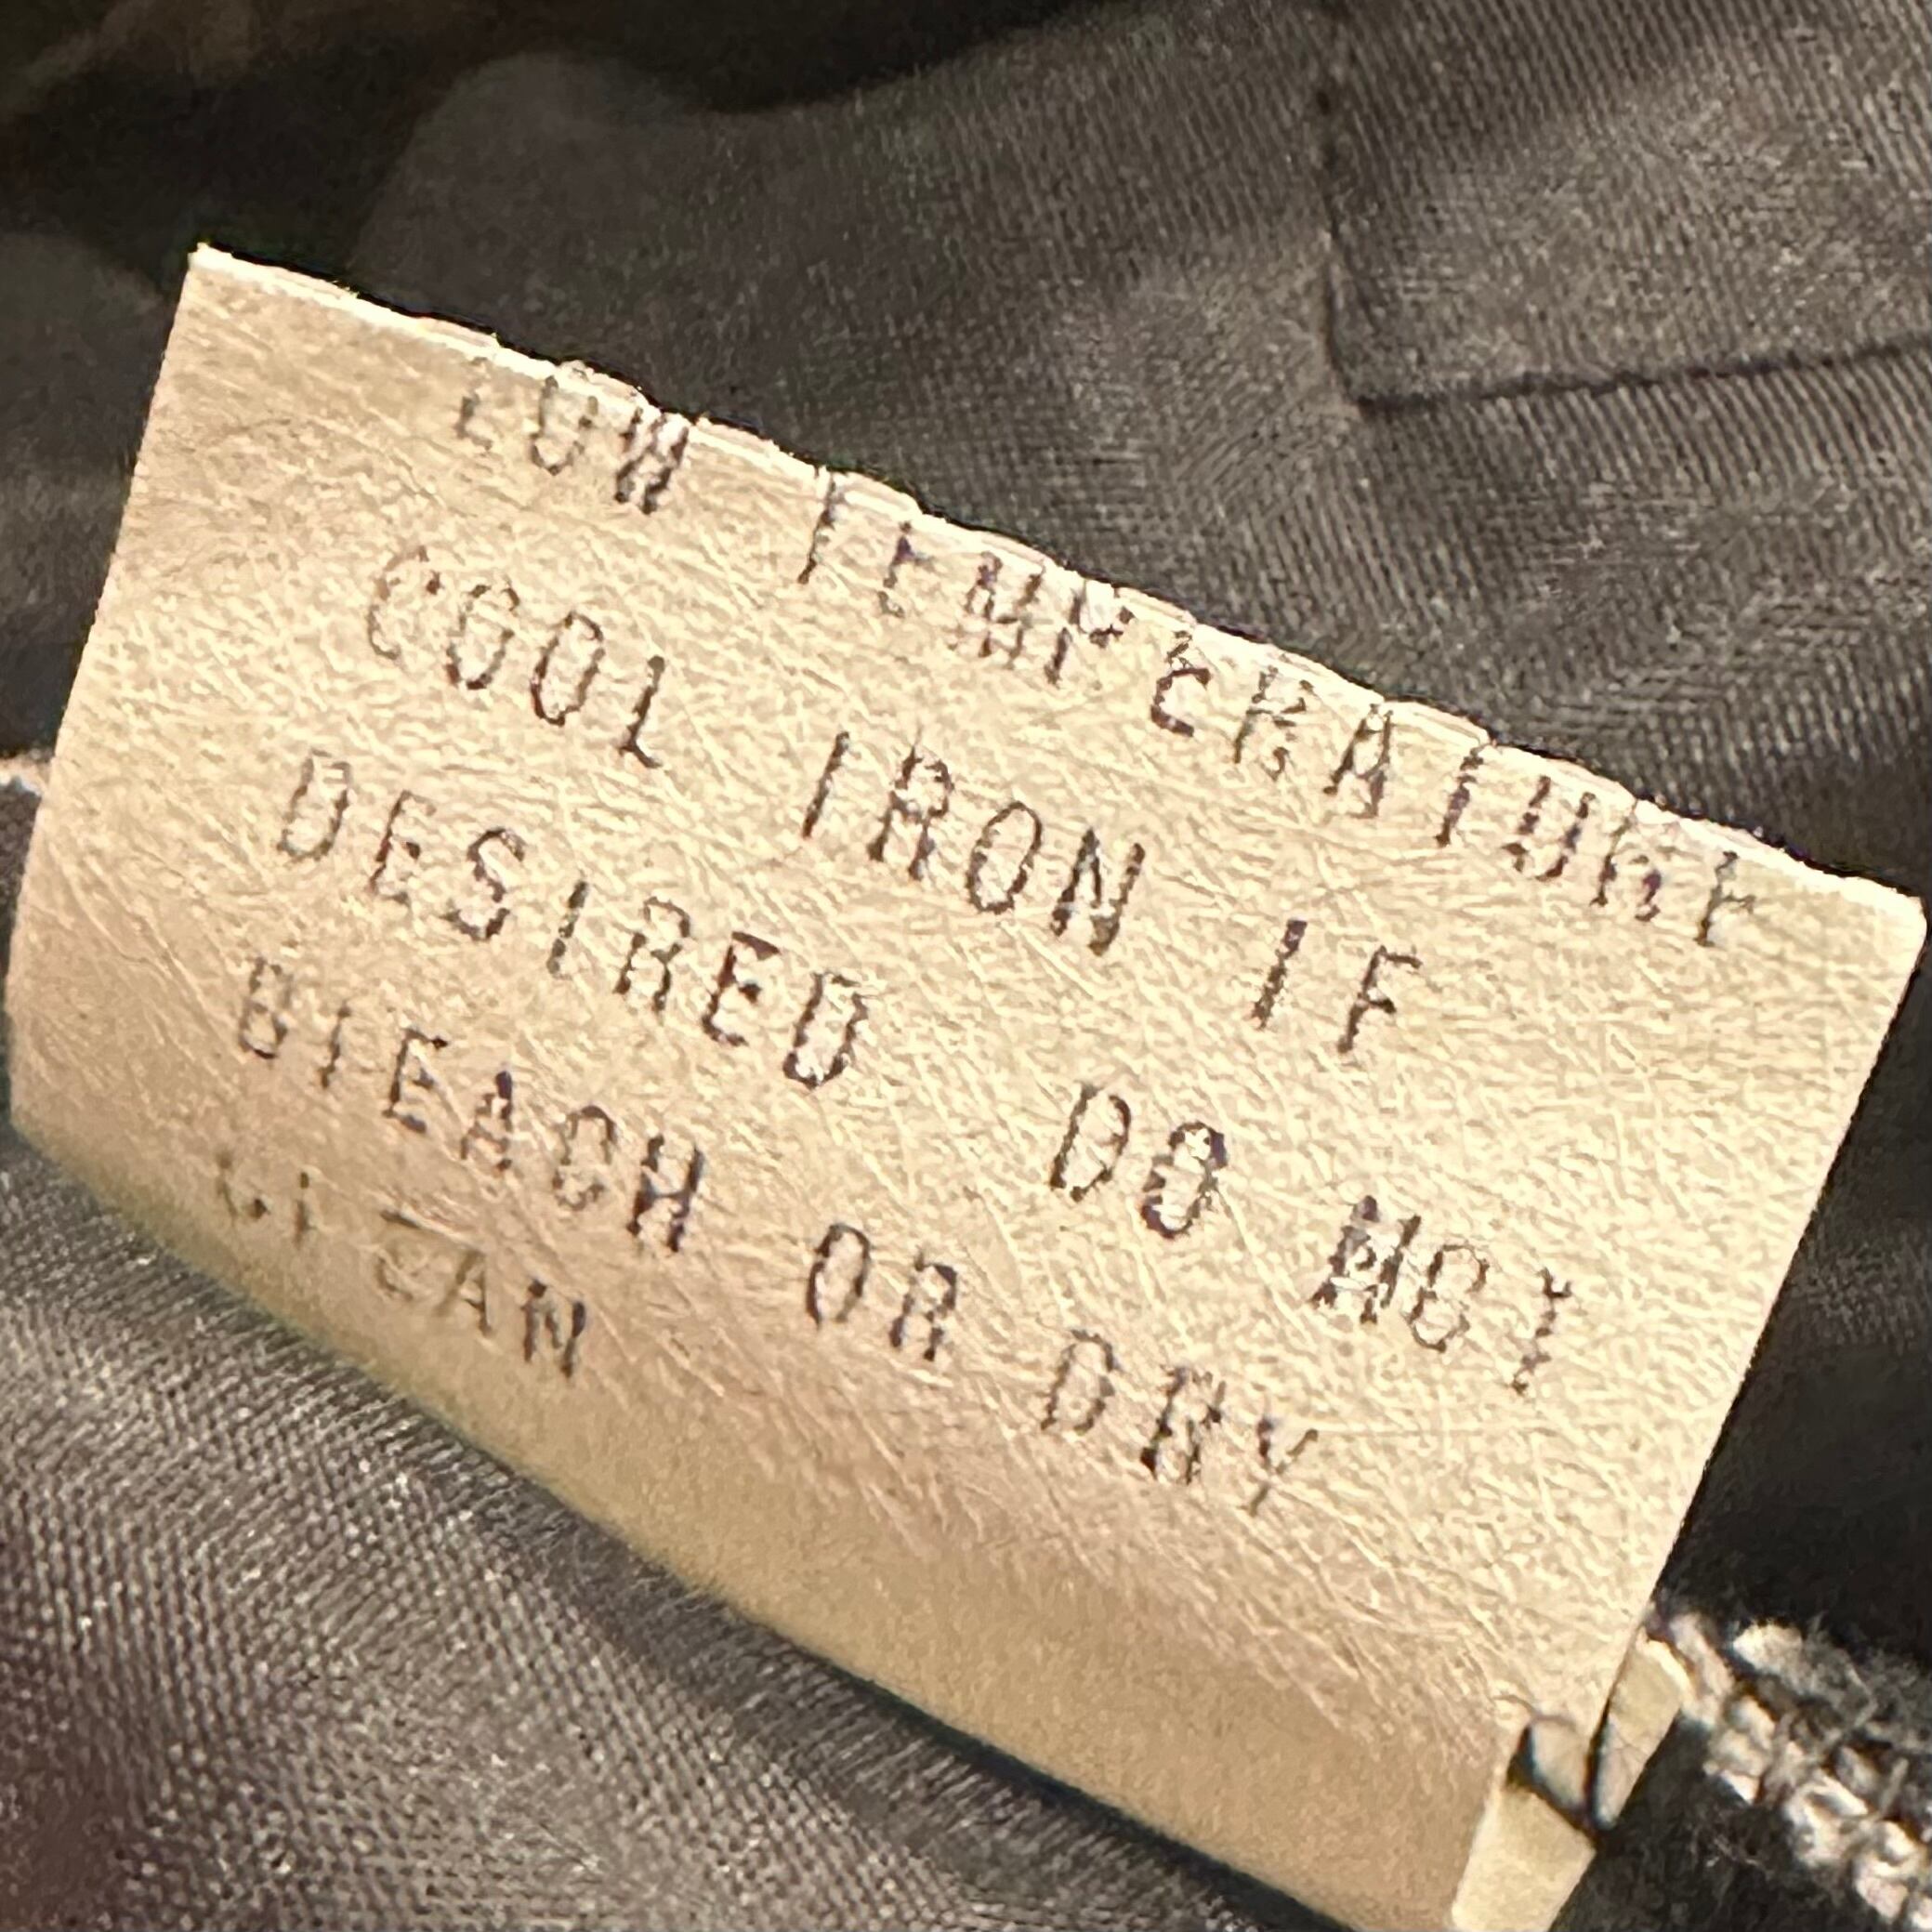 LOW TEMPERATURE
COOL IRON IF
DESIRED DO NOT
BLEACH OR DRY
CLEAN